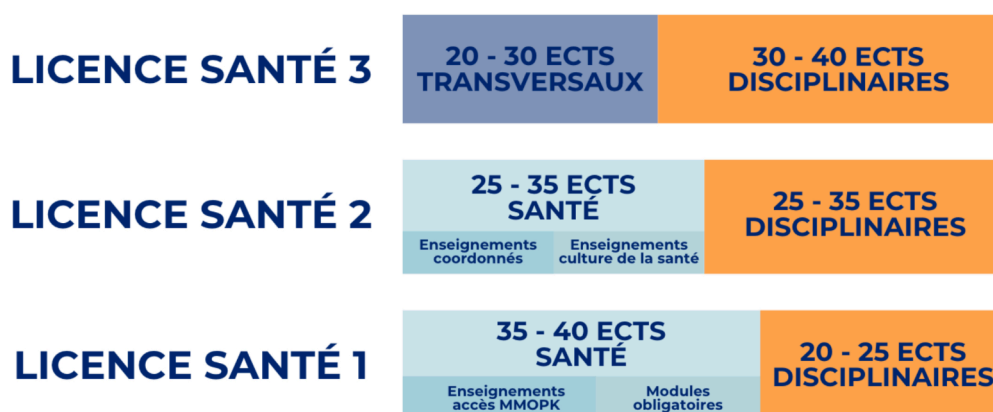 LICENCE SANTÉ 3
20 - 30 ECTS
TRANSVERSAUX
30 - 40 ECTS
DISCIPLINAIRES
LICENCE SANTÉ 2
25 - 35 ECTS
SANTÉ
Enseignements
coordonnés
Enseignements
culture de la santé
25 - 35 ECTS
DISCIPLINAIRES
LICENCE SANTÉ 1
35 - 40 ECTS
SANTÉ
Enseignements
accès MMOPK
Modules
obligatoires
20 - 25 ECTS
DISCIPLINAIRES